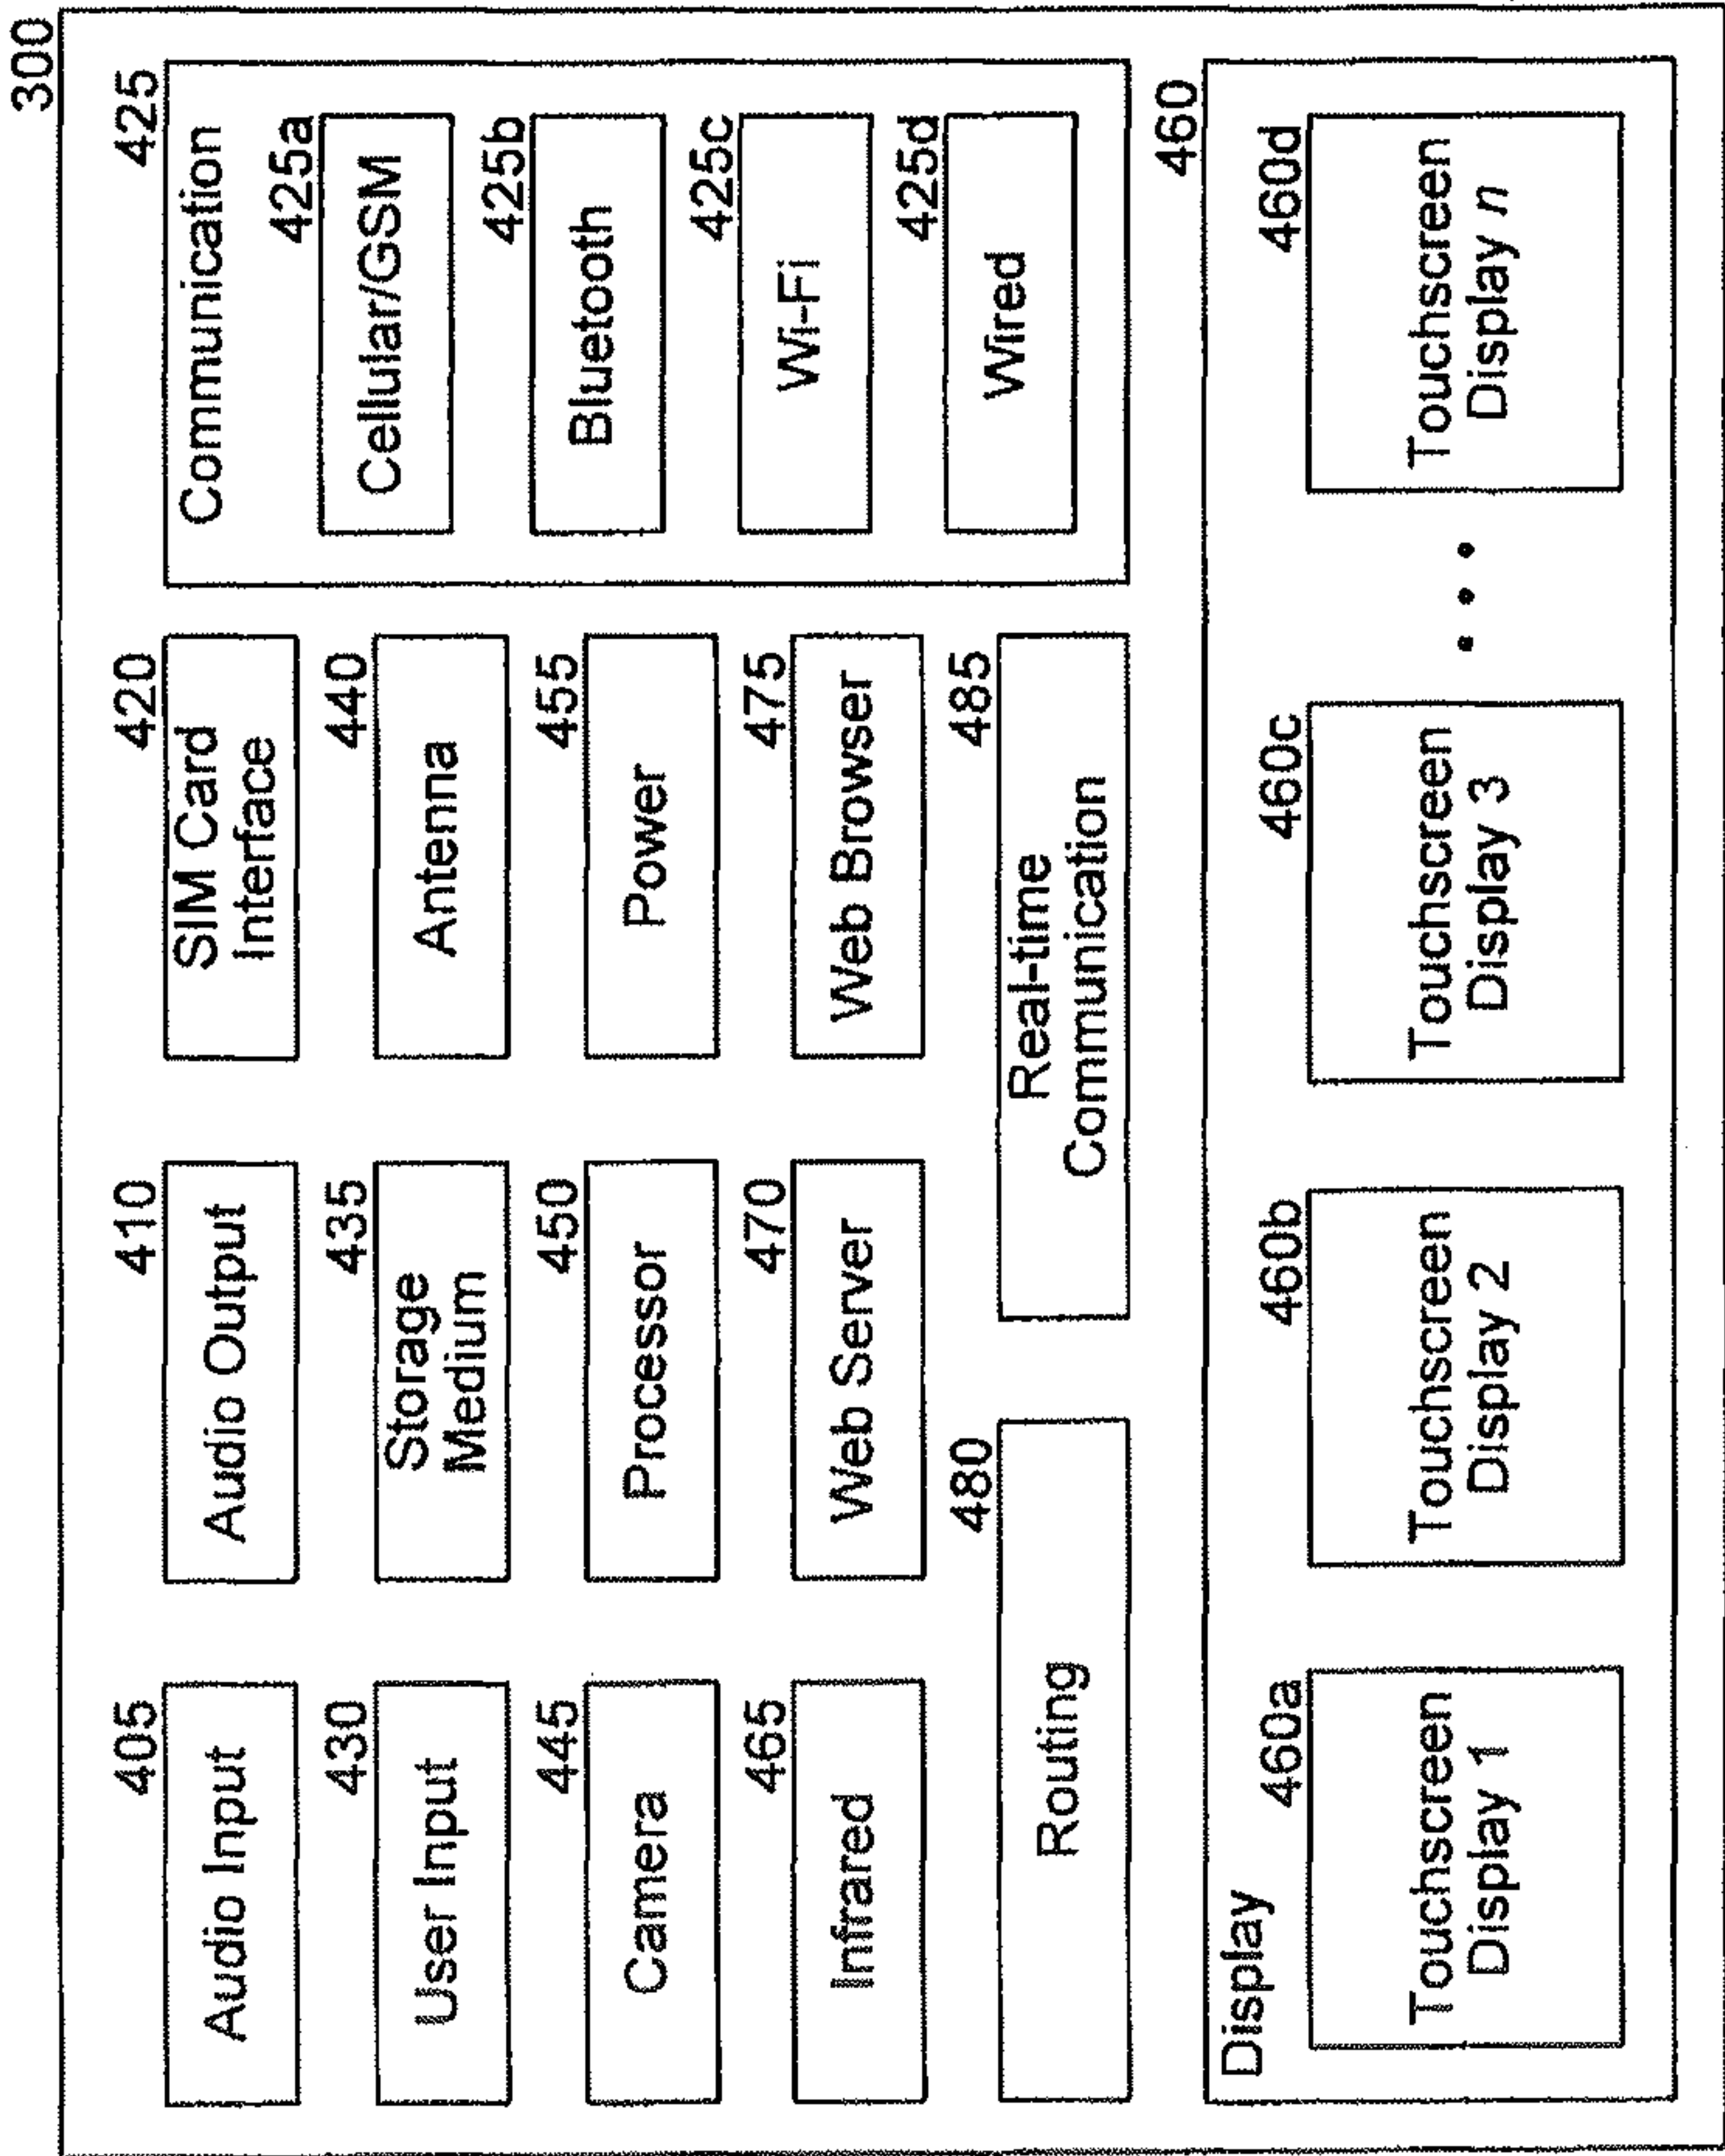 300
405
Audio Input
410
Audio Output
420
SIM Card
Interface
425
Communication
425a
Cellular/GSM
425b
Bluetooth
425c
Wi-Fi
425d
Wired
430
User Input
435
Storage
Medium
440
Antenna
445
Camera
450
Processor
455
Power
465
Infrared
470
Web Server
475
Web Browser
480
Routing
485
Real-time
Communication
460
Display
460a
Touchscreen
Display 1
460b
Touchscreen
Display 2
460c
Touchscreen
Display 3
• • •
460d
Touchscreen
Display n